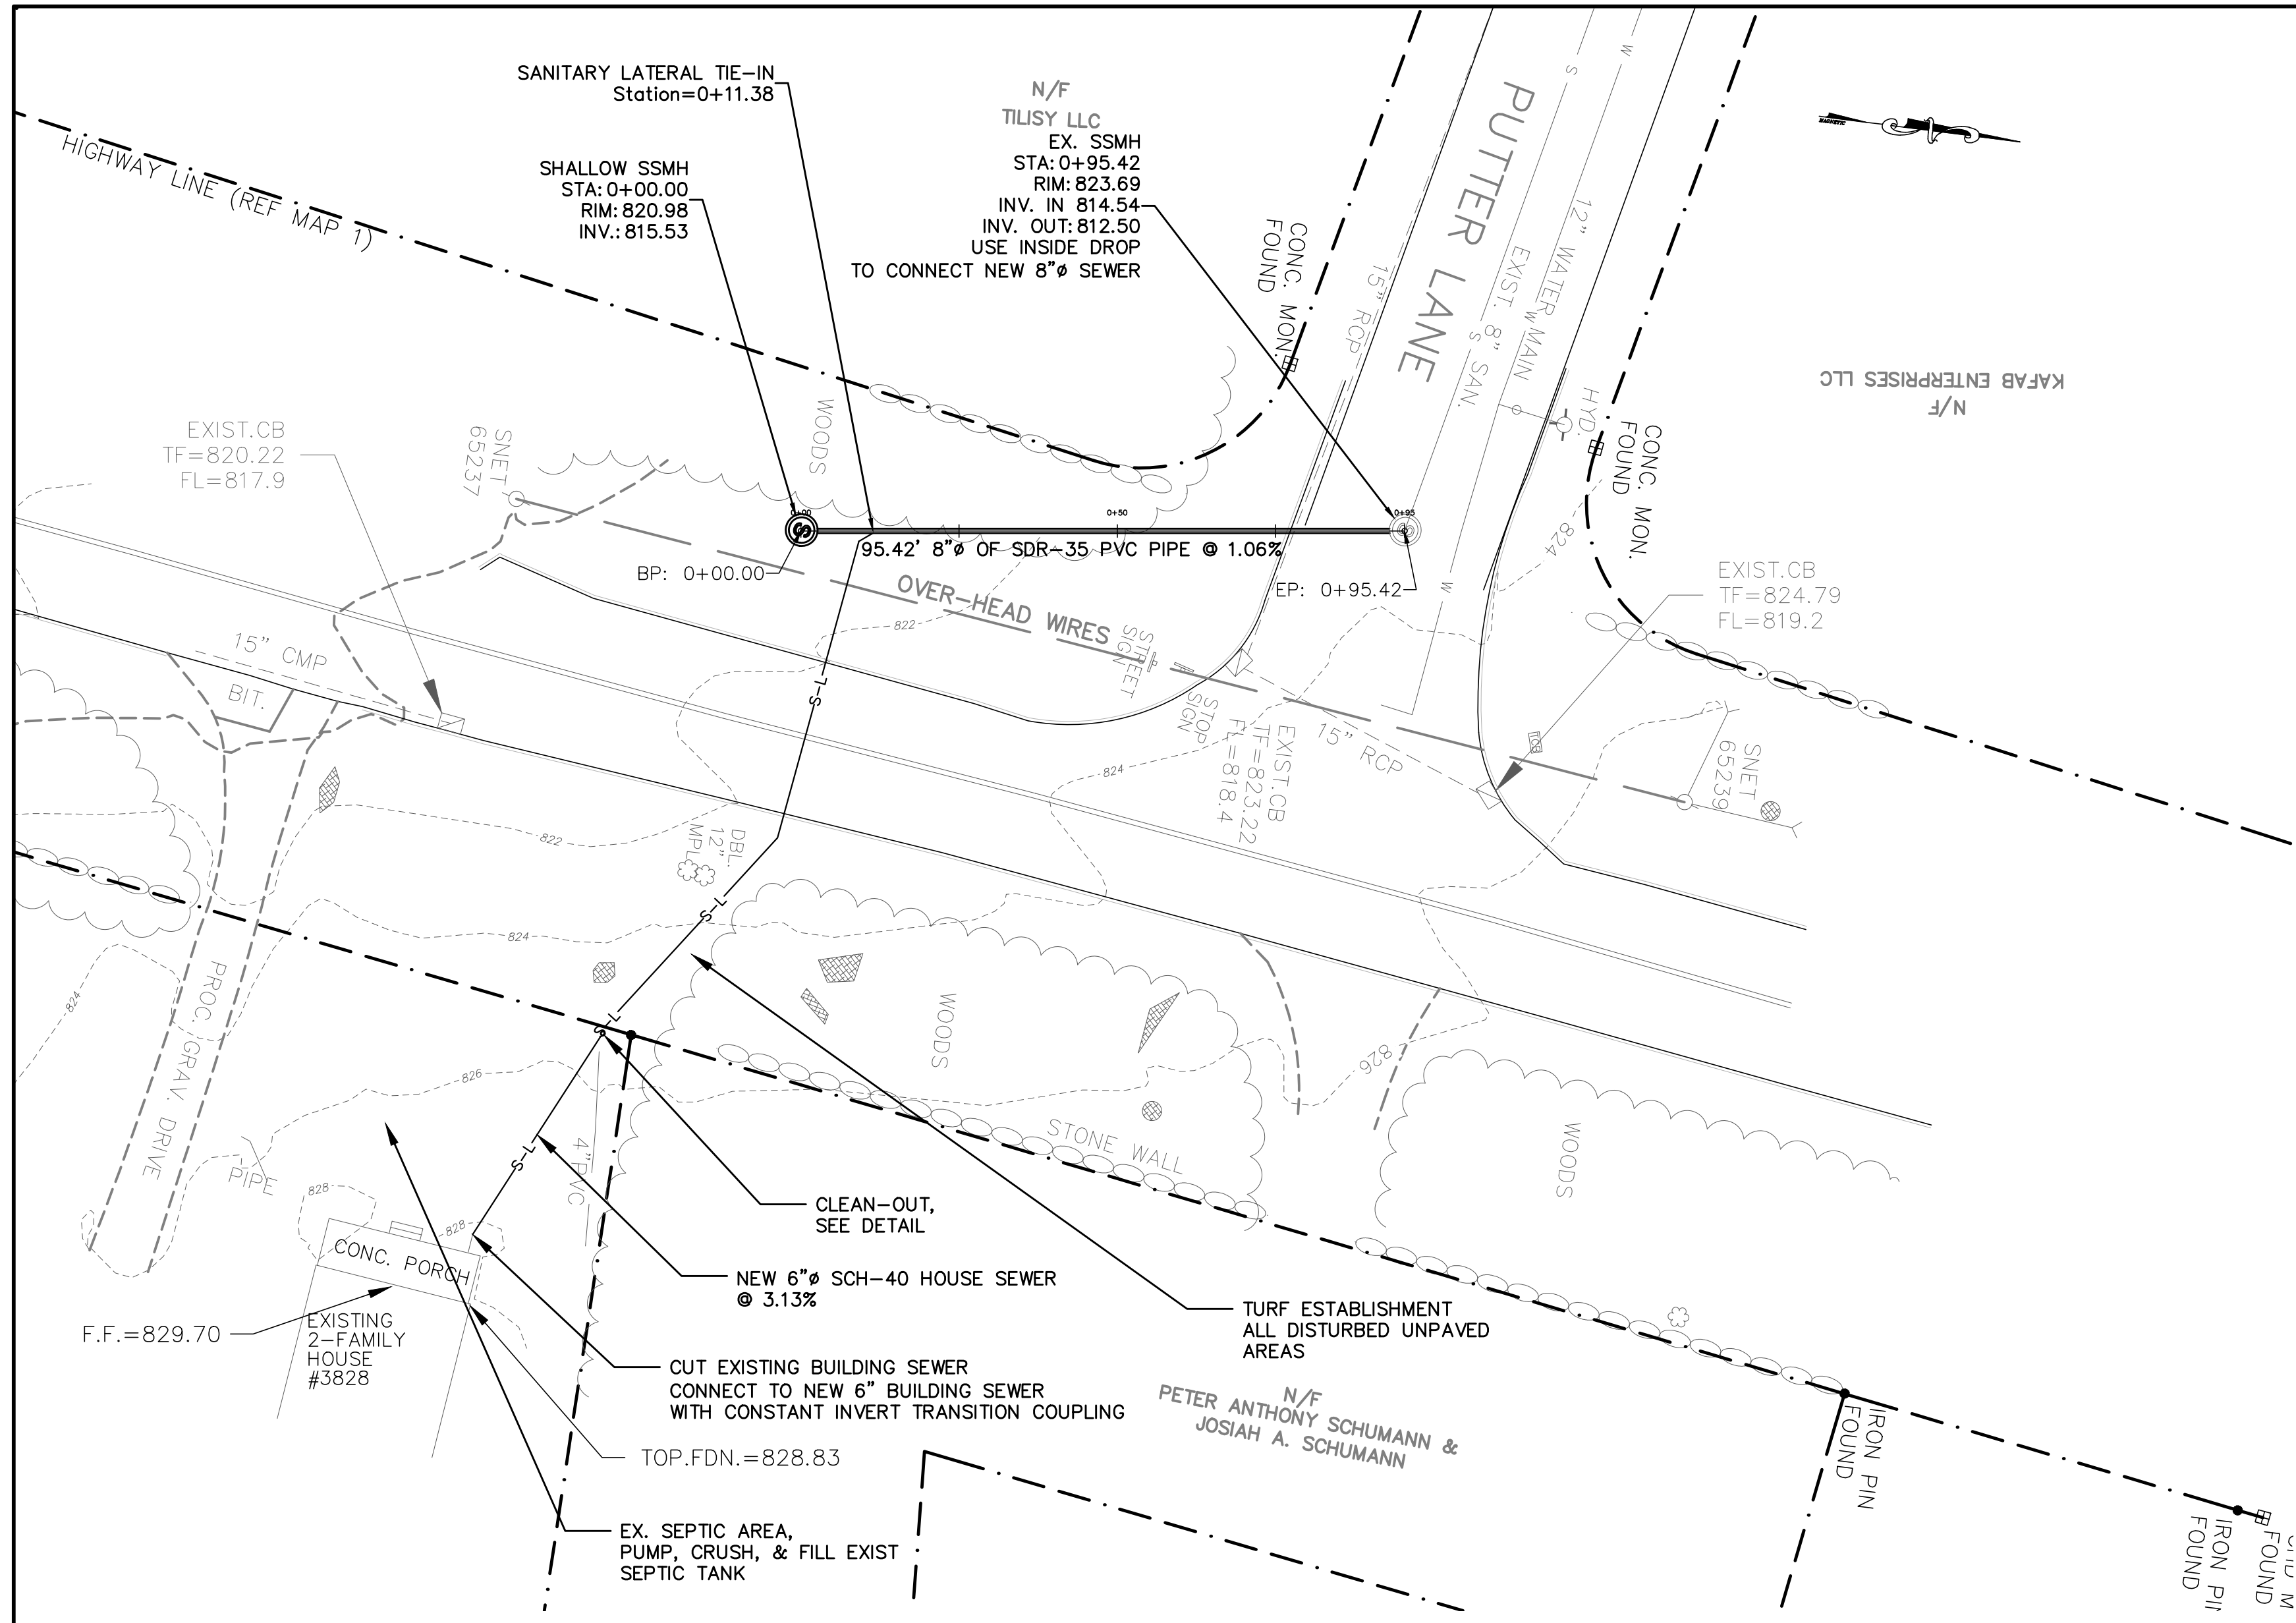 SANITARY LATERAL TIE-IN
Station=0+11.38
SHALLOW SSMH
STA: 0+00.00
RIM: 820.98
INV.: 815.53
N/F
TILISY LLC
EX. SSMH
STA: 0+95.42
RIM: 823.69
INV. IN 814.54
INV. OUT: 812.50
USE INSIDE DROP
TO CONNECT NEW 8"ø SEWER
HIGHWAY LINE (REF MAP 1)
MAGNETIC
PUTTER LANE
15" RCP
EXIST. 8" SAN.
12" WATER MAIN
S
S
W
W
W
CONC. MON.
FOUND
HYD.
CONC. MON.
FOUND
N/F
KAFAB ENTERPRISES LLC
EXIST.CB
TF=820.22
FL=817.9
SNET
65237
WOODS
0+00
0+50
0+95
S
95.42' 8"ø OF SDR-35 PVC PIPE @ 1.06%
BP: 0+00.00
EP: 0+95.42
OVER-HEAD WIRES
822
824
EXIST.CB
TF=824.79
FL=819.2
STREET
SIGN
STOP
SIGN
15" CMP
BIT.
S-L
EXIST.CB
TF=823.22
FL=818.4
15" RCP
TCB
SNET
65239
824
822
DBL.
12"
MPL
S-L
824
824
PROC. GRAV. DRIVE
WOODS
S-L
826
826
4"PVC
S-L
STONE WALL
WOODS
PIPE
828
828
CONC. PORCH
CLEAN-OUT,
SEE DETAIL
NEW 6"ø SCH-40 HOUSE SEWER
@ 3.13%
TURF ESTABLISHMENT
ALL DISTURBED UNPAVED
AREAS
F.F.=829.70
EXISTING
2-FAMILY
HOUSE
#3828
CUT EXISTING BUILDING SEWER
CONNECT TO NEW 6" BUILDING SEWER
WITH CONSTANT INVERT TRANSITION COUPLING
N/F
PETER ANTHONY SCHUMANN &
JOSIAH A. SCHUMANN
TOP.FDN.=828.83
EX. SEPTIC AREA,
PUMP, CRUSH, & FILL EXIST
SEPTIC TANK
IRON PIN
FOUND
IRON PIN
FOUND
FOUND